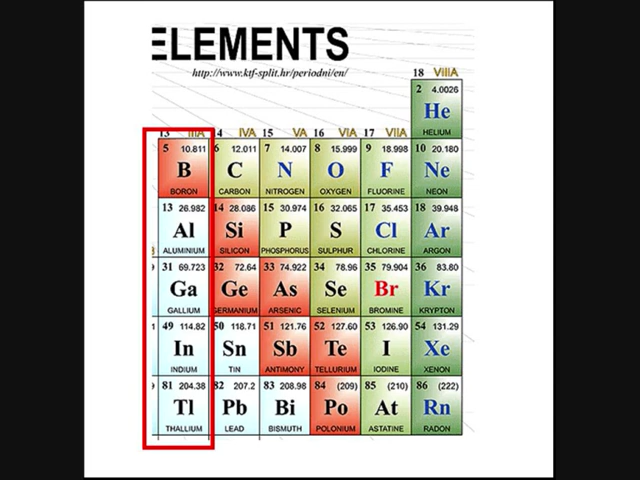 ELEMENTS
http://www.ktf-split.hr/periodni/en/
18 VIIIA
2 4.0026
He
HELIUM
13 IIIA 14 IVA 15 VA 16 VIA 17 VIIA
5 10.811 6 12.011 7 14.007 8 15.999 9 18.998 10 20.180
B C N O F Ne
BORON CARBON NITROGEN OXYGEN FLUORINE NEON
13 26.982 14 28.086 15 30.974 16 32.065 17 35.453 18 39.948
Al Si P S Cl Ar
ALUMINIUM SILICON PHOSPHORUS SULPHUR CHLORINE ARGON
31 69.723 32 72.64 33 74.922 34 78.96 35 79.904 36 83.80
Ga Ge As Se Br Kr
GALLIUM GERMANIUM ARSENIC SELENIUM BROMINE KRYPTON
49 114.82 50 118.71 51 121.76 52 127.60 53 126.90 54 131.29
In Sn Sb Te I Xe
INDIUM TIN ANTIMONY TELLURIUM IODINE XENON
81 204.38 82 207.2 83 208.98 84 (209) 85 (210) 86 (222)
Tl Pb Bi Po At Rn
THALLIUM LEAD BISMUTH POLONIUM ASTATINE RADON